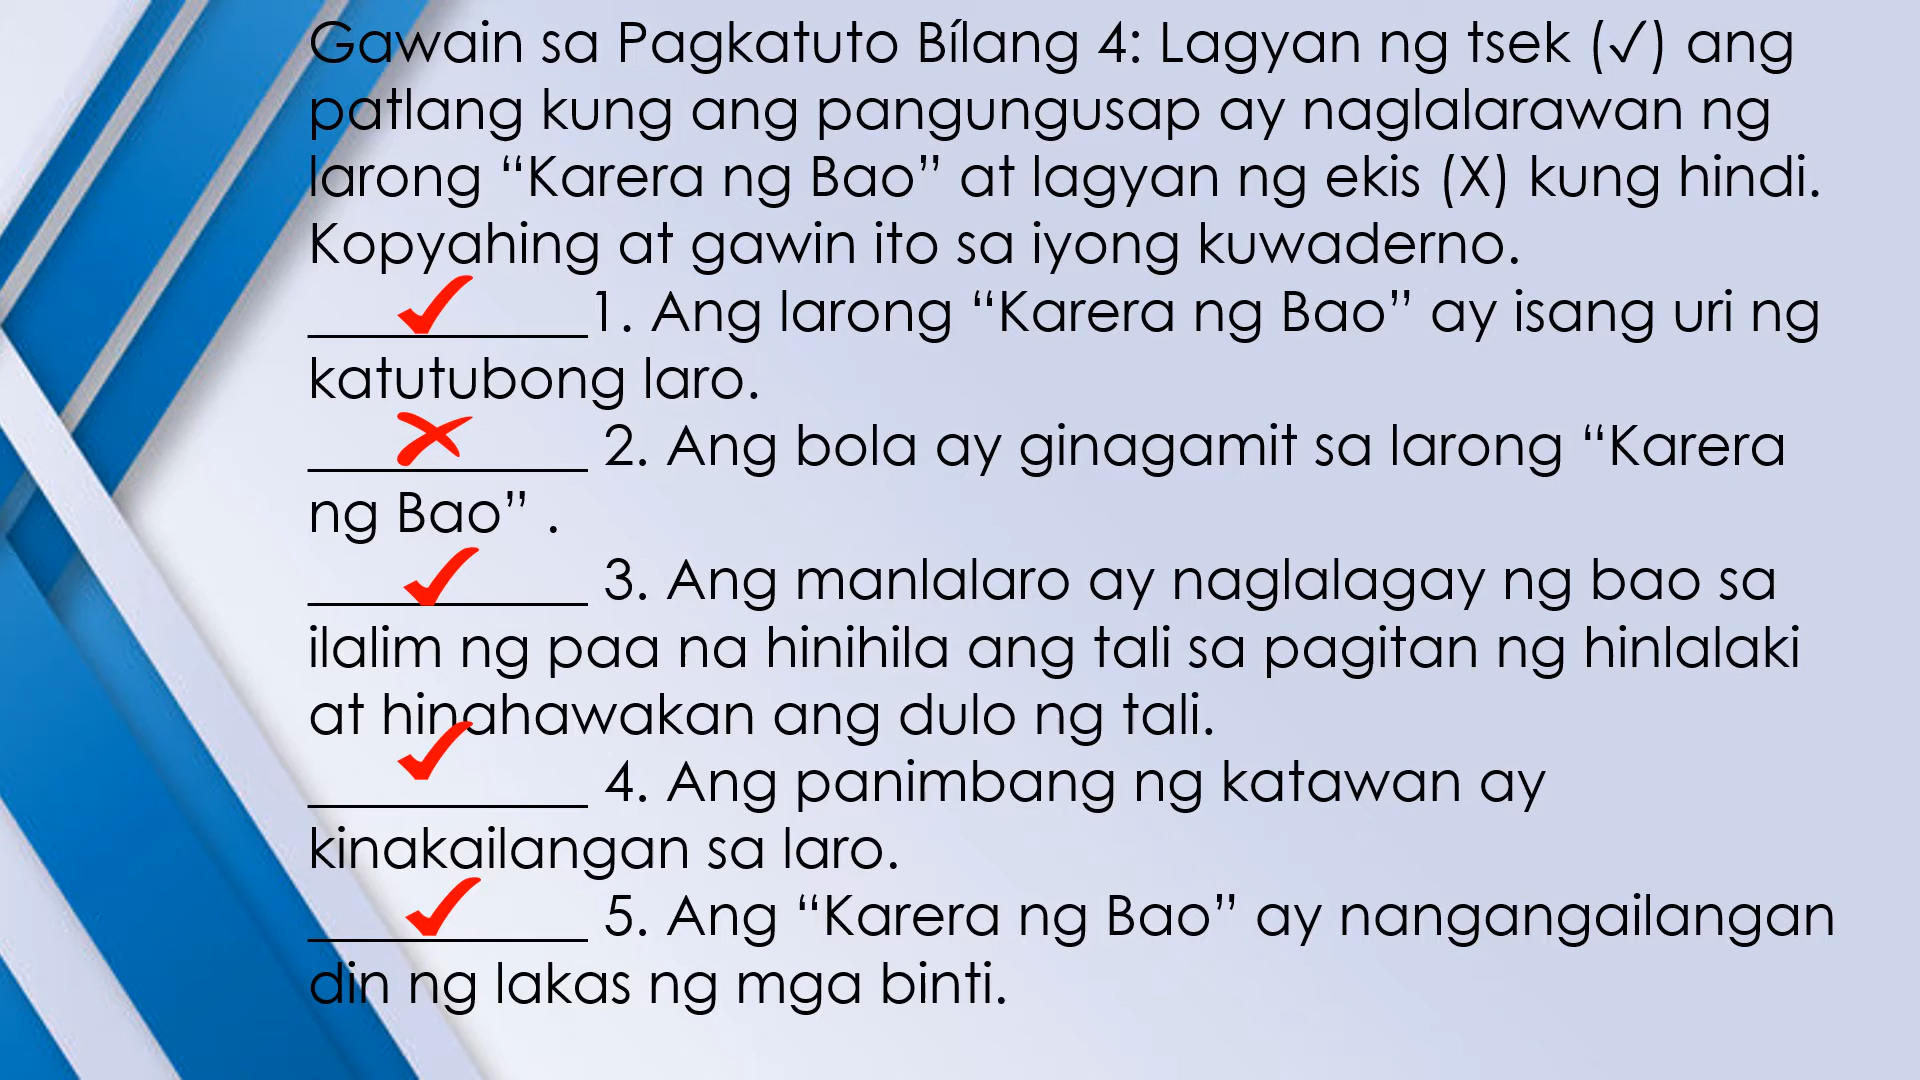 Gawain sa Pagkatuto Bílang 4: Lagyan ng tsek (✓) ang
patlang kung ang pangungusap ay naglalarawan ng
larong “Karera ng Bao” at lagyan ng ekis (X) kung hindi.
Kopyahing at gawin ito sa iyong kuwaderno.
__________1. Ang larong “Karera ng Bao” ay isang uri ng
katutubong laro.
__________ 2. Ang bola ay ginagamit sa larong “Karera
ng Bao” .
__________ 3. Ang manlalaro ay naglalagay ng bao sa
ilalim ng paa na hinihila ang tali sa pagitan ng hinlalaki
at hinahawakan ang dulo ng tali.
__________ 4. Ang panimbang ng katawan ay
kinakailangan sa laro.
__________ 5. Ang “Karera ng Bao” ay nangangailangan
din ng lakas ng mga binti.